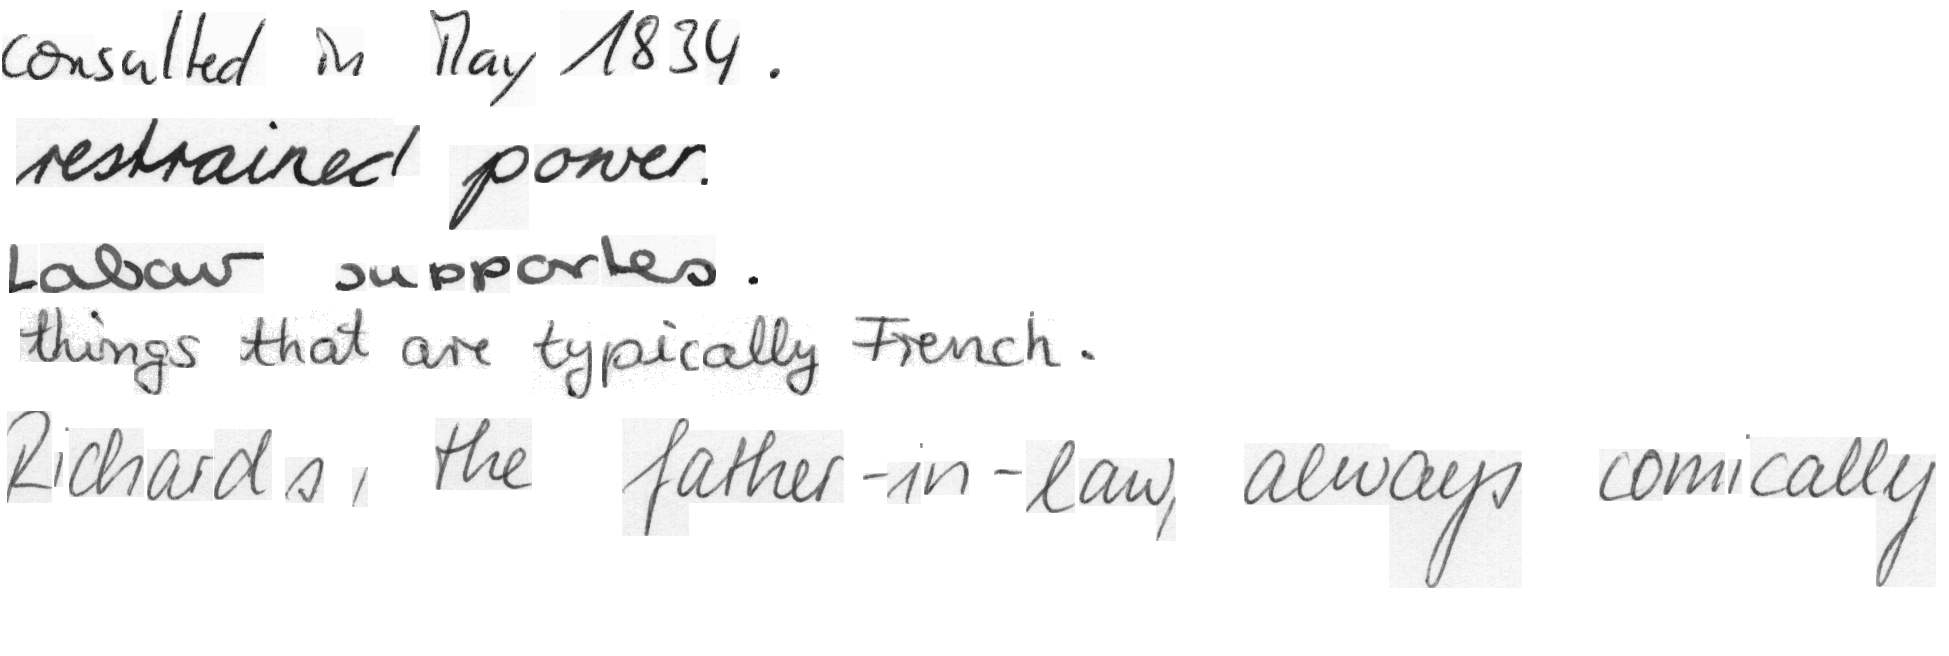 consulted in May 1834.
restrained power.
Labour supporters.
things that are typically French.
Richards, the father-in-law, always comically